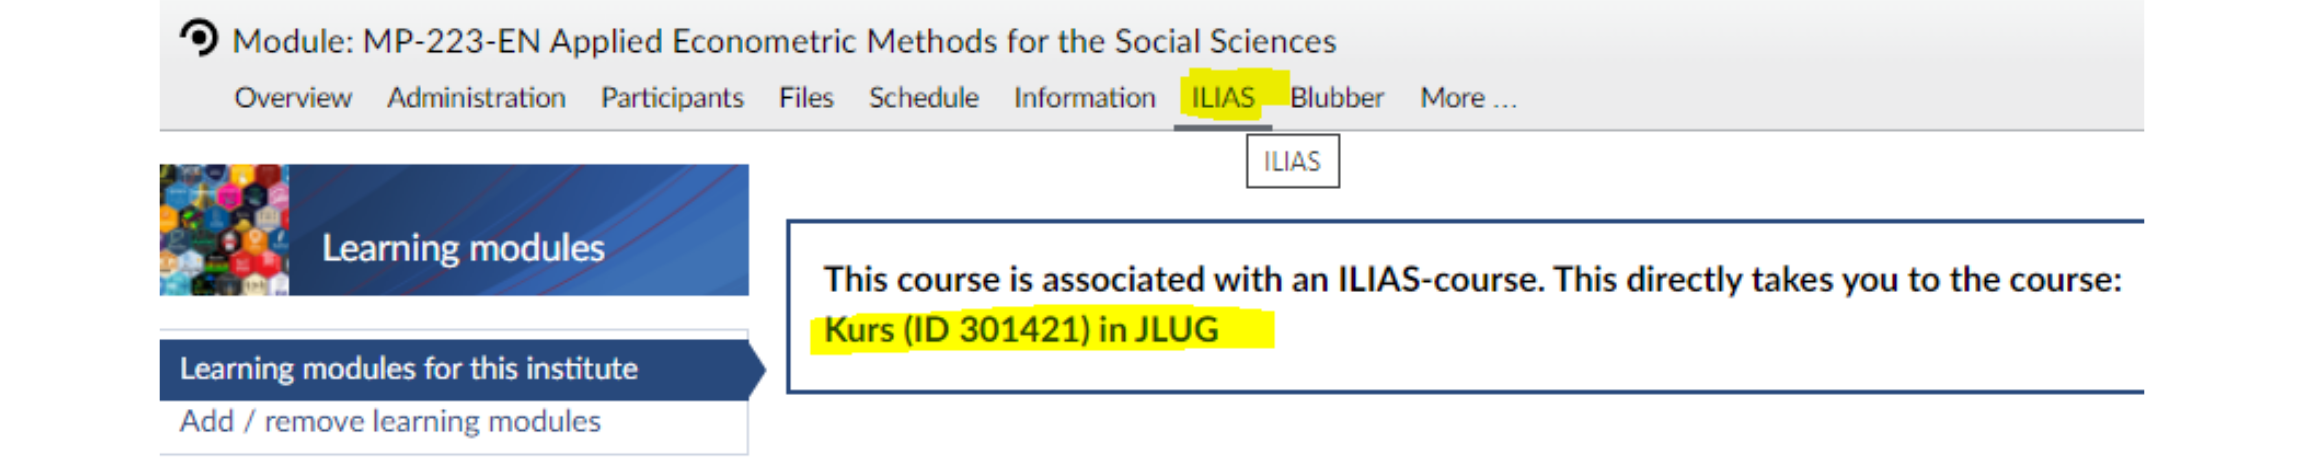 Module: MP-223-EN Applied Econometric Methods for the Social Sciences
Overview Administration Participants Files Schedule Information ILIAS Blubber More ...
ILIAS
Learning modules
Learning modules for this institute
Add / remove learning modules
This course is associated with an ILIAS-course. This directly takes you to the course:
Kurs (ID 301421) in JLUG